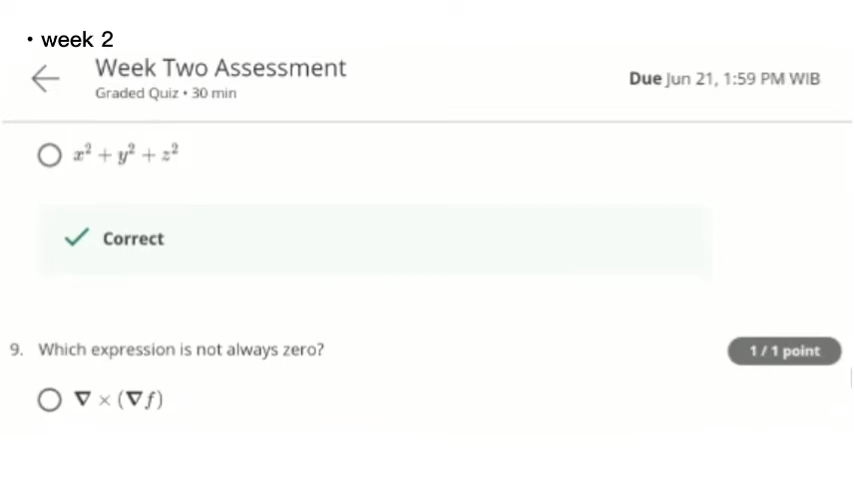 • week 2
Week Two Assessment
Graded Quiz • 30 min
Due Jun 21, 1:59 PM WIB
x² + y² + z²
Correct
9. Which expression is not always zero?
1 / 1 point
∇ × (∇f)